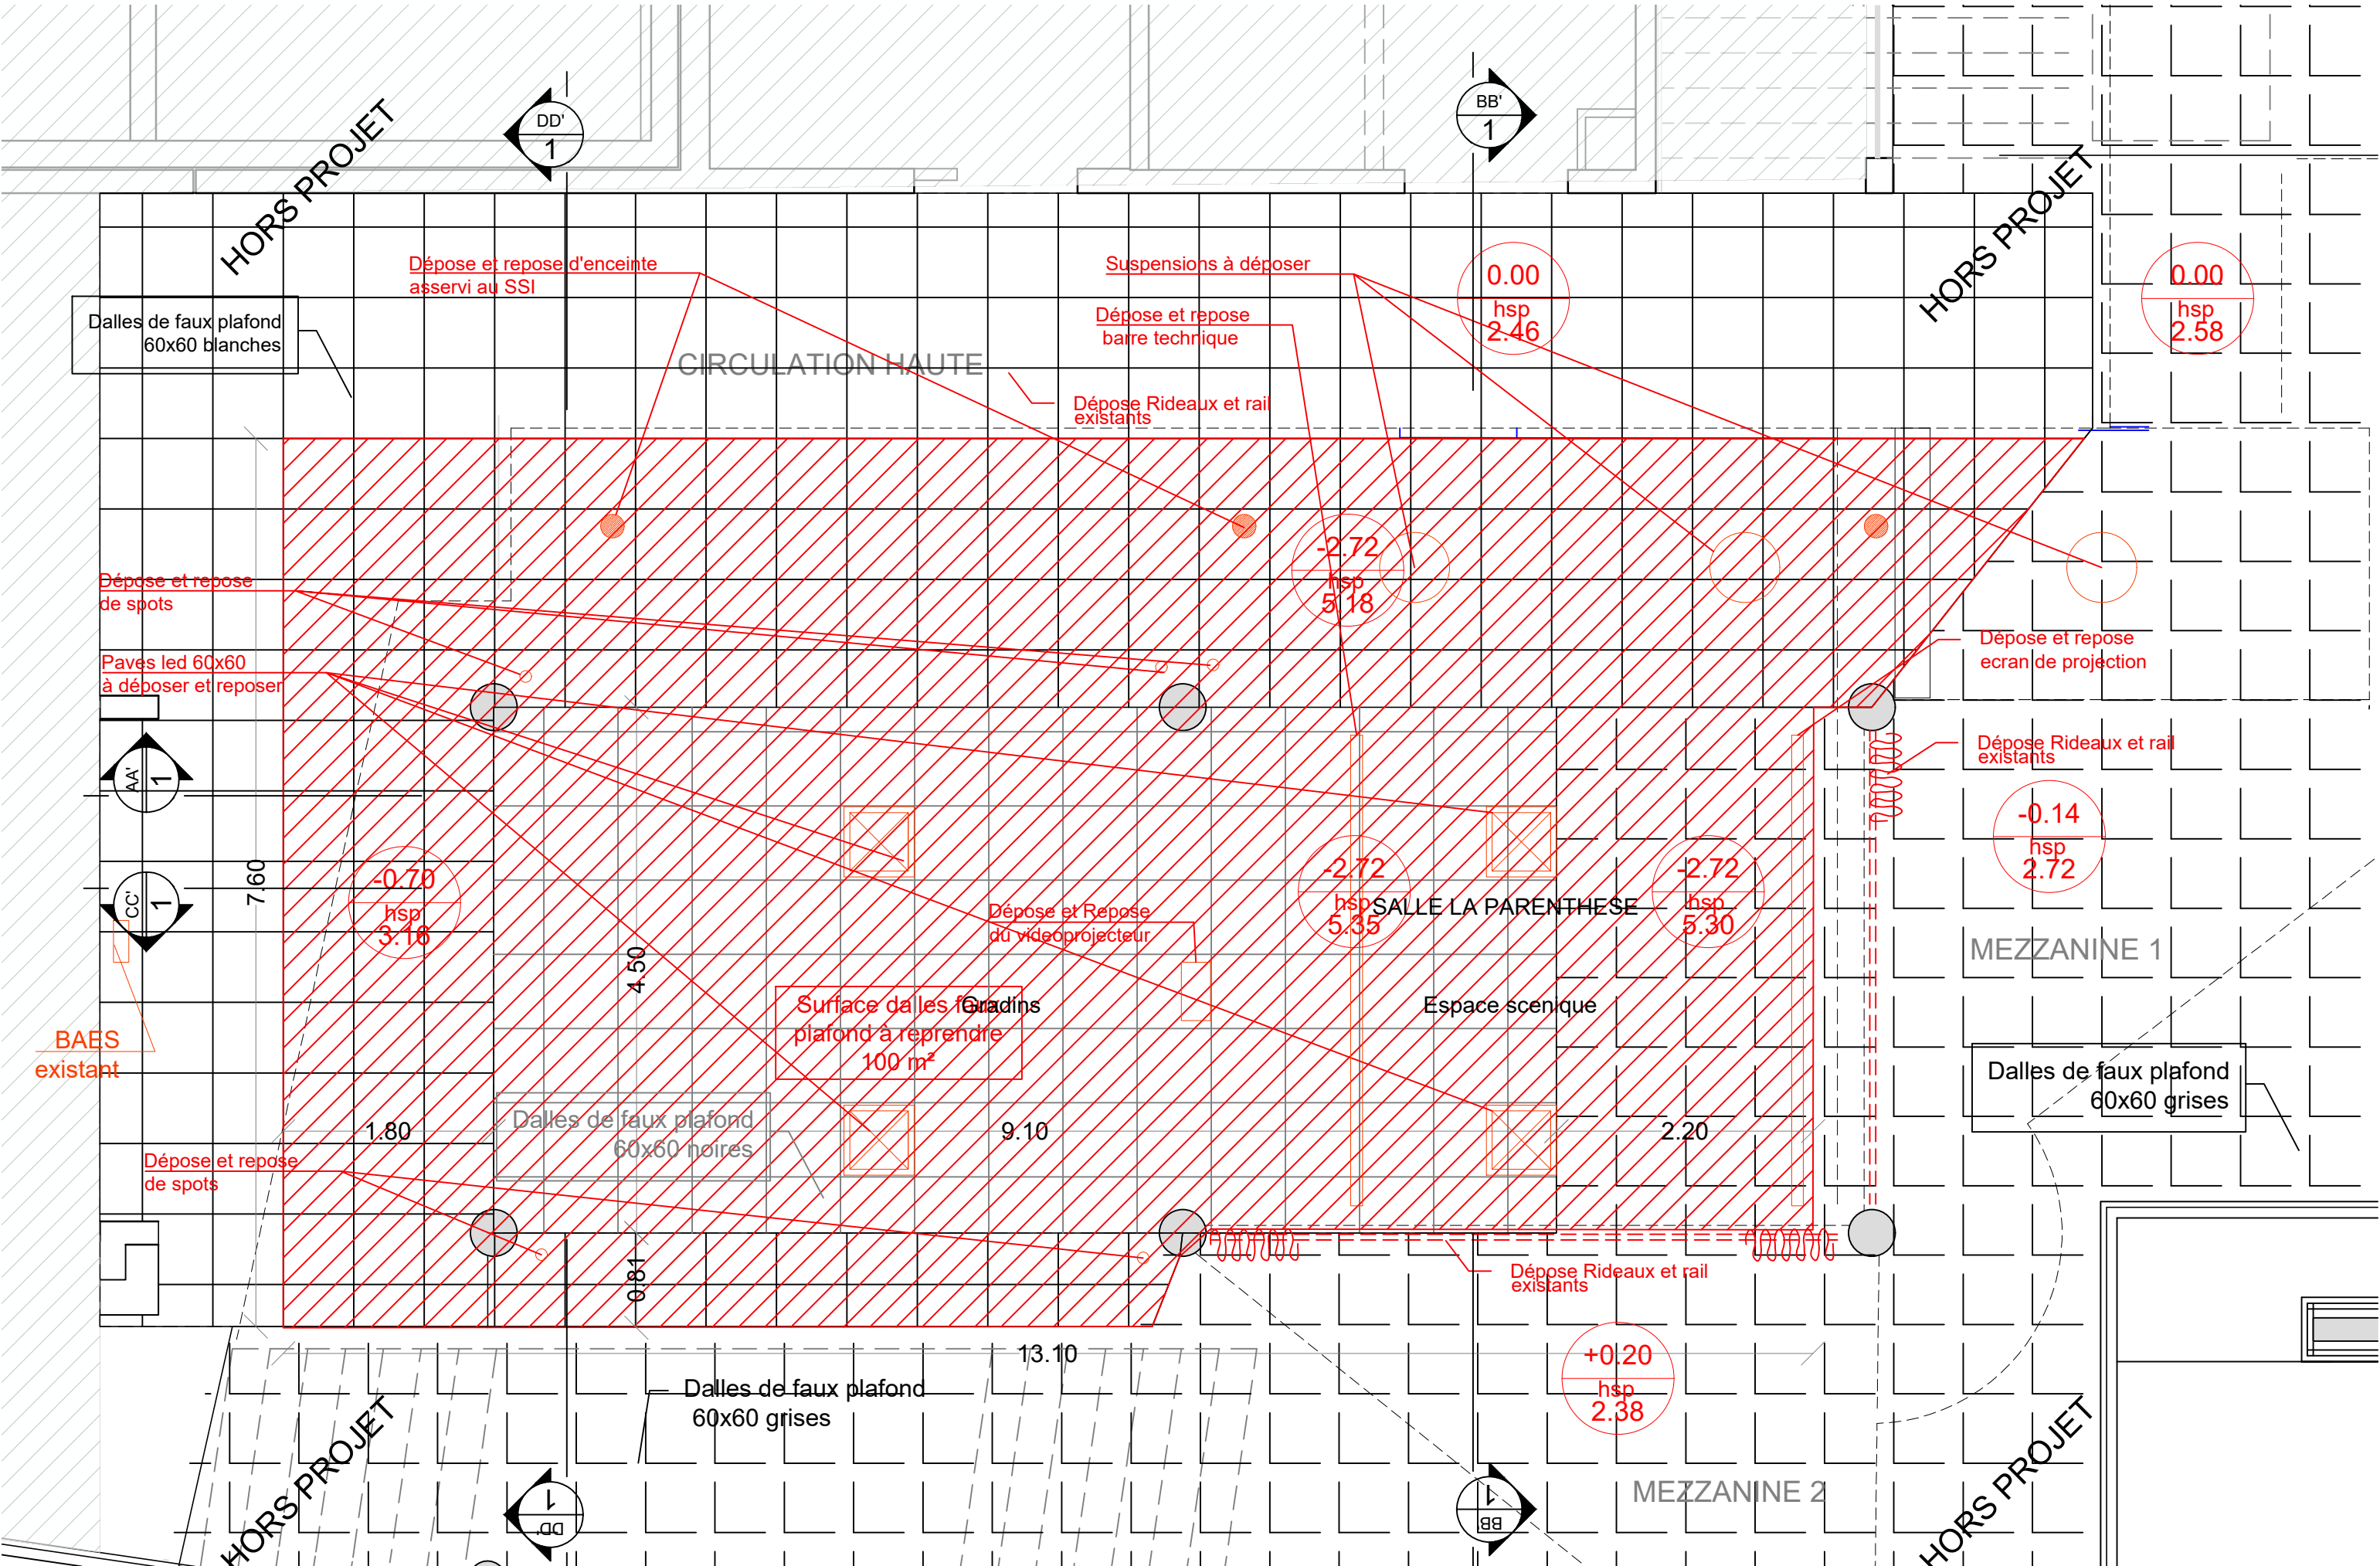 DD'
1
BB'
1
HORS PROJET
HORS PROJET
Dépose et repose d'enceinte
asservi au SSI
Suspensions à déposer
0.00
hsp
2.46
0.00
hsp
2.58
Dalles de faux plafond
60x60 blanches
Dépose et repose
barre technique
CIRCULATION HAUTE
Dépose Rideaux et rail
existants
-2.72
hsp
5.18
Dépose et repose
de spots
Dépose et repose
ecran de projection
Paves led 60x60
à déposer et reposer
Dépose Rideaux et rail
existants
AA'
1
-0.14
hsp
2.72
7.60
-0.70
hsp
3.16
-2.72
hsp
5.35
-2.72
hsp
5.30
CC'
1
Dépose et Repose
du videoprojecteur
SALLE LA PARENTHESE
MEZZANINE 1
4.50
Surface dalles faux
plafond à reprendre
100 m²
Gradins
Espace scenique
BAES
existant
Dalles de faux plafond
60x60 grises
Dalles de faux plafond
60x60 noires
1.80
9.10
2.20
Dépose et repose
de spots
0.81
Dépose Rideaux et rail
existants
13.10
+0.20
hsp
2.38
Dalles de faux plafond
60x60 grises
HORS PROJET
HORS PROJET
MEZZANINE 2
1
DD'
1
BB'